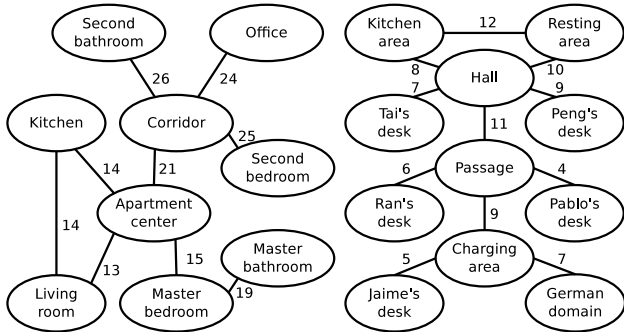 Second
bathroom
Office
26
24
Kitchen
Corridor
25
14
21
Second
bedroom
Apartment
center
14
13
15
Master
bathroom
19
Living
room
Master
bedroom
Kitchen
area
12
Resting
area
8
10
Hall
7
9
Tai's
desk
Peng's
desk
11
Passage
6
4
Ran's
desk
Pablo's
desk
9
Charging
area
5
7
Jaime's
desk
German
domain